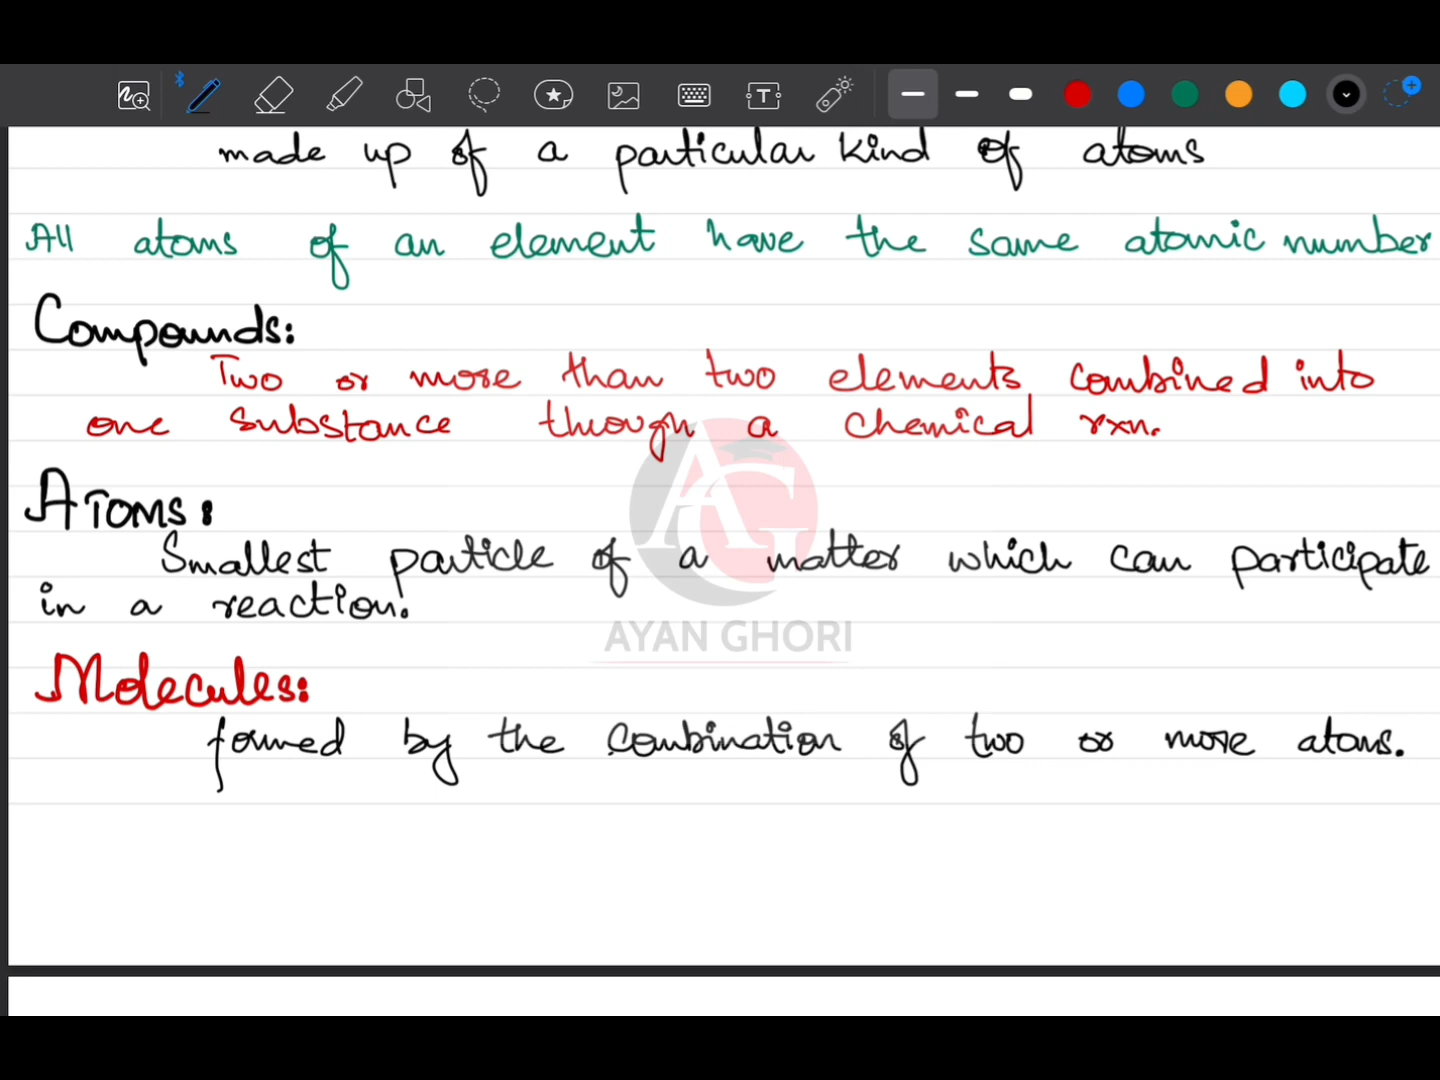 made up of a particular kind of atoms
All atoms of an element have the same atomic number
Compounds:
Two or more than two elements combined into
one substance through a chemical rxn.
Atoms:
Smallest particle of a matter which can participate
in a reaction.
AYAN GHORI
Molecules:
formed by the combination of two or more atoms.